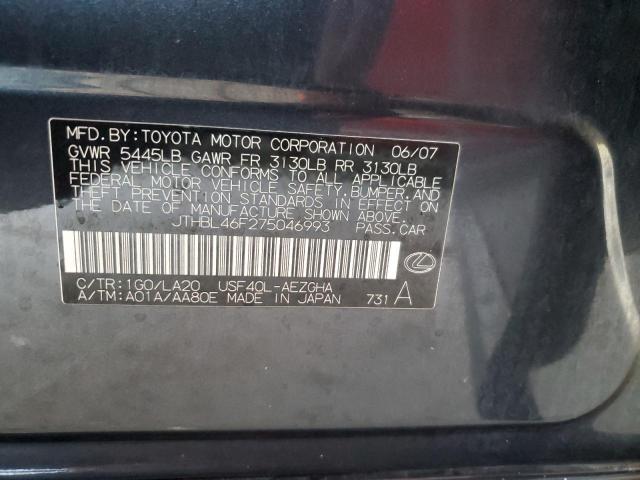 MFD.BY:TOYOTA MOTOR CORPORATION 06/07
GVWR 5445LB GAWR FR 3130LB RR 3130LB
THIS VEHICLE CONFORMS TO ALL APPLICABLE
FEDERAL MOTOR VEHICLE SAFETY,BUMPER,AND
THEFT PREVENTION STANDARDS IN EFFECT ON
THE DATE OF MANUFACTURE SHOWN ABOVE.
JTHBL46F275046993 PASS.CAR
C/TR:1G0/LA20 USF40L-AEZGHA
A/TM:A01A/AA80E MADE IN JAPAN 731 A